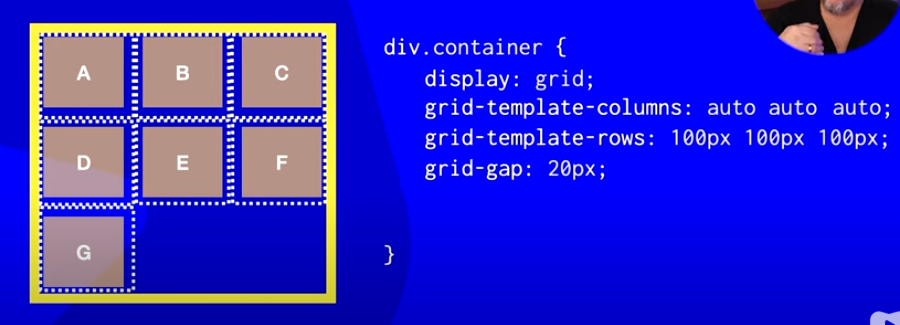 A B C
D E F
G
div.container {
display: grid;
grid-template-columns: auto auto auto;
grid-template-rows: 100px 100px 100px;
grid-gap: 20px;
}